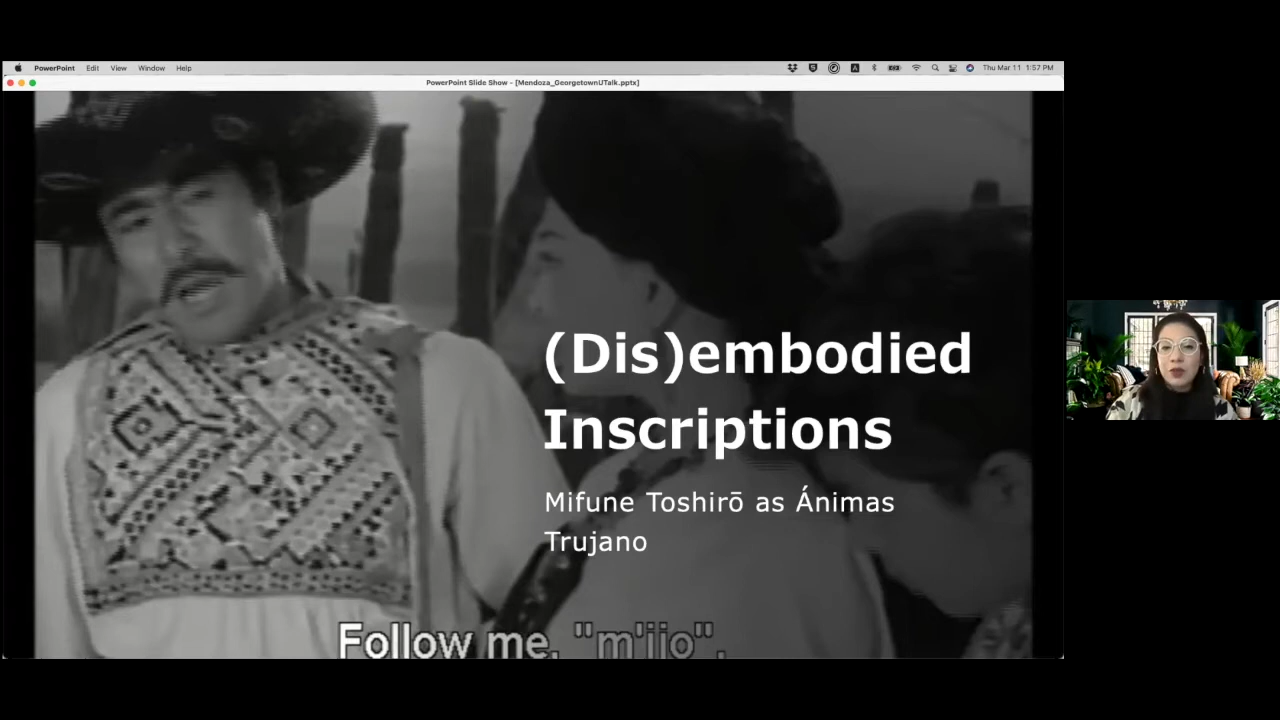 PowerPoint Edit View Window Help Thu Mar 11 1:57 PM
PowerPoint Slide Show - [Mendoza_GeorgetownUTalk.pptx]
(Dis)embodied
Inscriptions
Mifune Toshirō as Ánimas
Trujano
Follow me, "m'ijo".